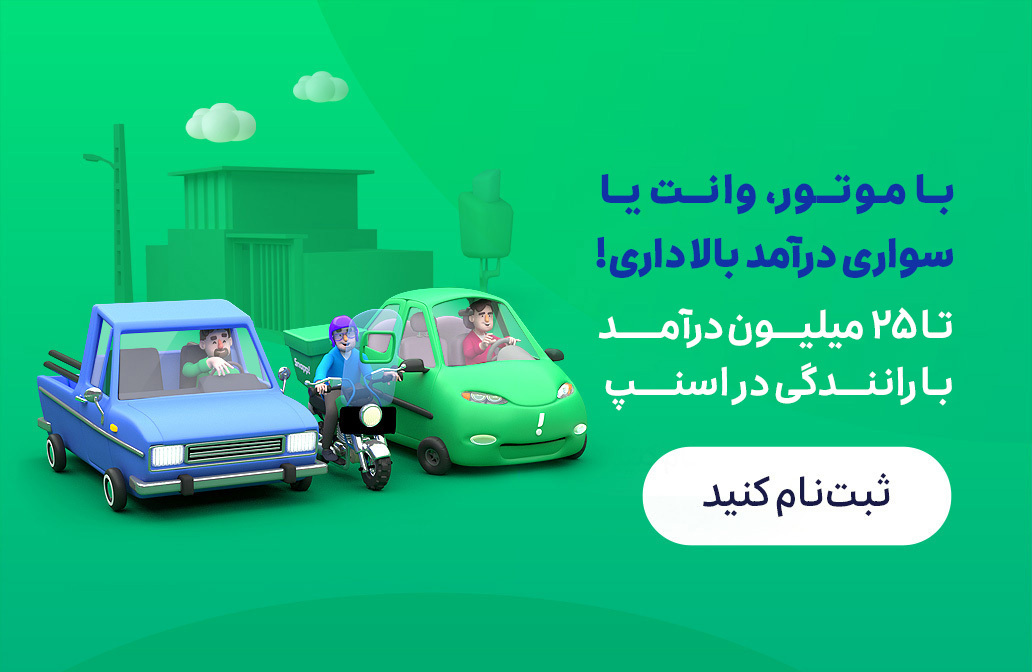 با موتور، وانت یا
سواری درآمد بالا داری!
تا ۲۵ میلیون درآمد
با رانندگی در اسنپ
ثبت‌نام کنید
Snapp!
!